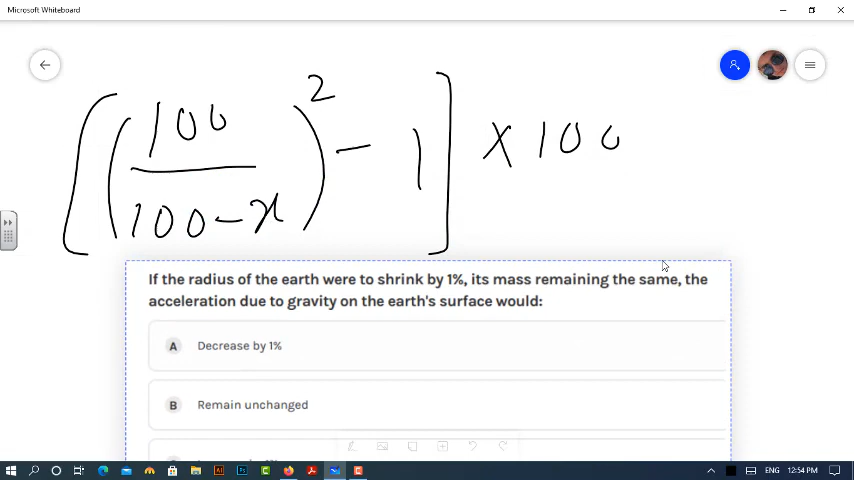 Microsoft Whiteboard
[(100/100-x)² - 1] × 100
If the radius of the earth were to shrink by 1%, its mass remaining the same, the
acceleration due to gravity on the earth's surface would:
A Decrease by 1%
B Remain unchanged
ENG 12:54 PM